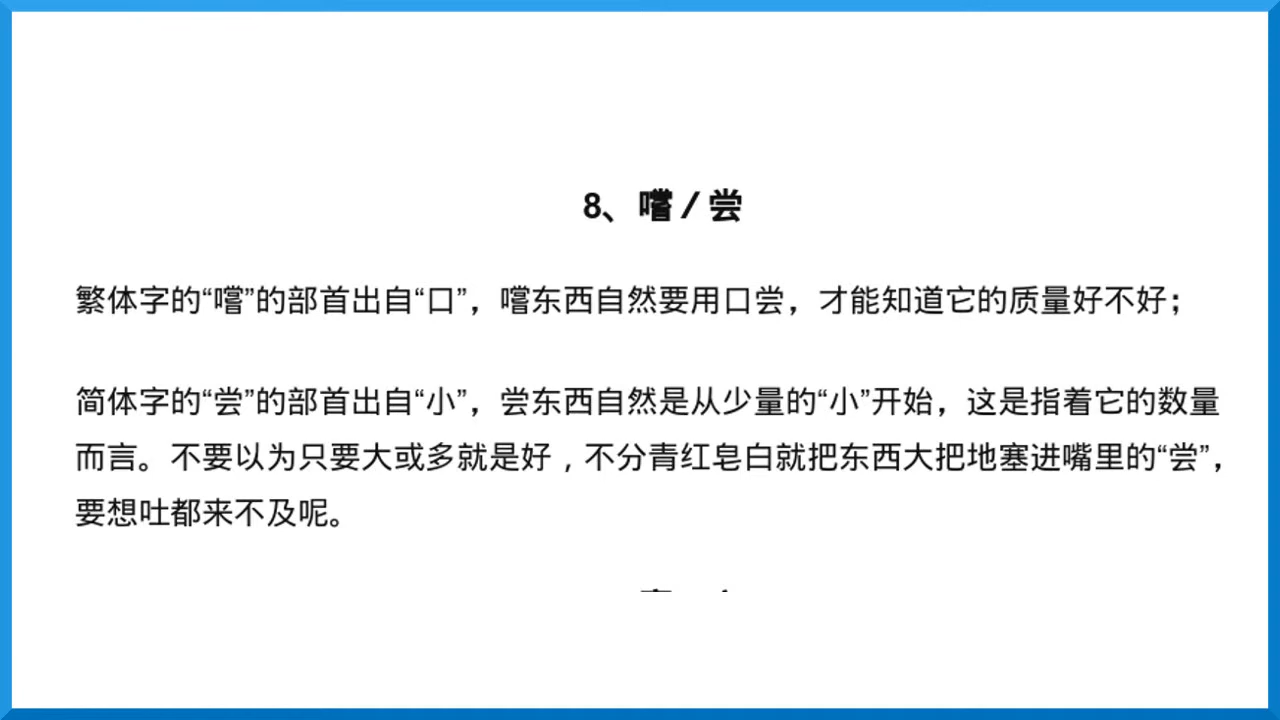 8、嚐 / 尝
繁体字的“嚐”的部首出自“口”，嚐东西自然要用口尝，才能知道它的质量好不好；
简体字的“尝”的部首出自“小”，尝东西自然是从少量的“小”开始，这是指着它的数量
而言。不要以为只要大或多就是好 , 不分青红皂白就把东西大把地塞进嘴里的“尝”，
要想吐都来不及呢。